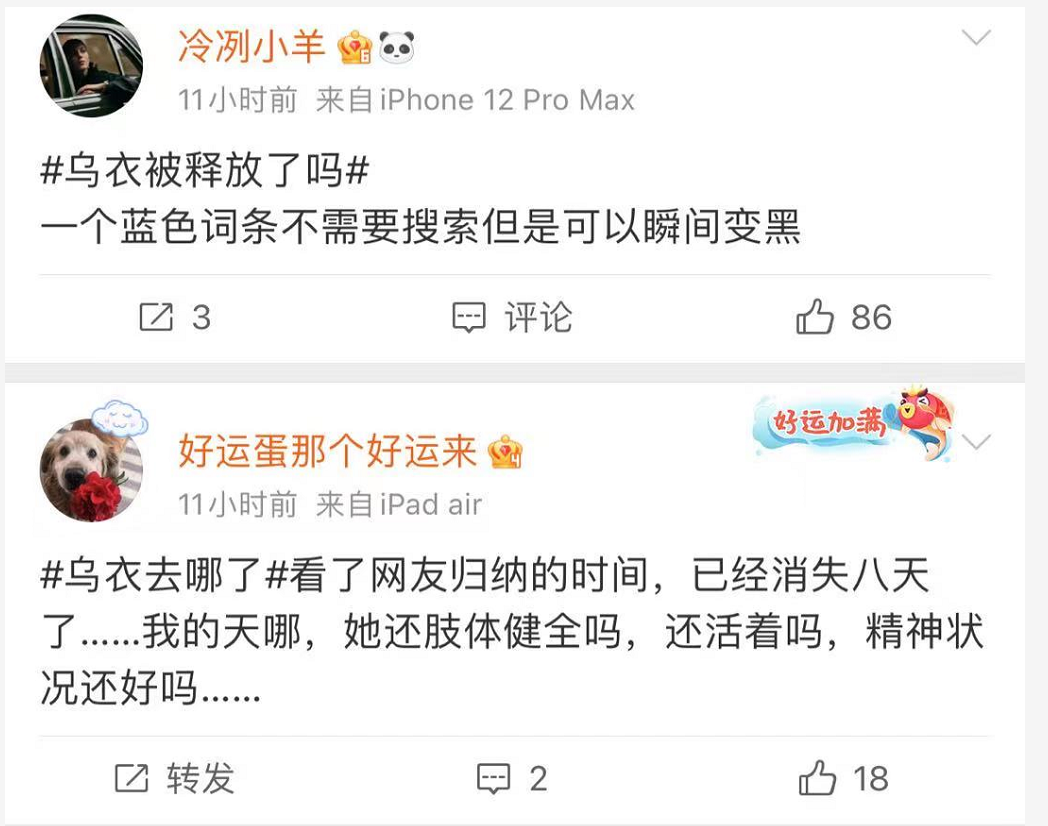 冷冽小羊
11小时前 来自iPhone 12 Pro Max
#乌衣被释放了吗#
一个蓝色词条不需要搜索但是可以瞬间变黑
3 评论 86
好运加满
好运蛋那个好运来
11小时前 来自iPad air
#乌衣去哪了#看了网友归纳的时间，已经消失八天
了......我的天哪，她还肢体健全吗，还活着吗，精神状
况还好吗......
转发 2 18